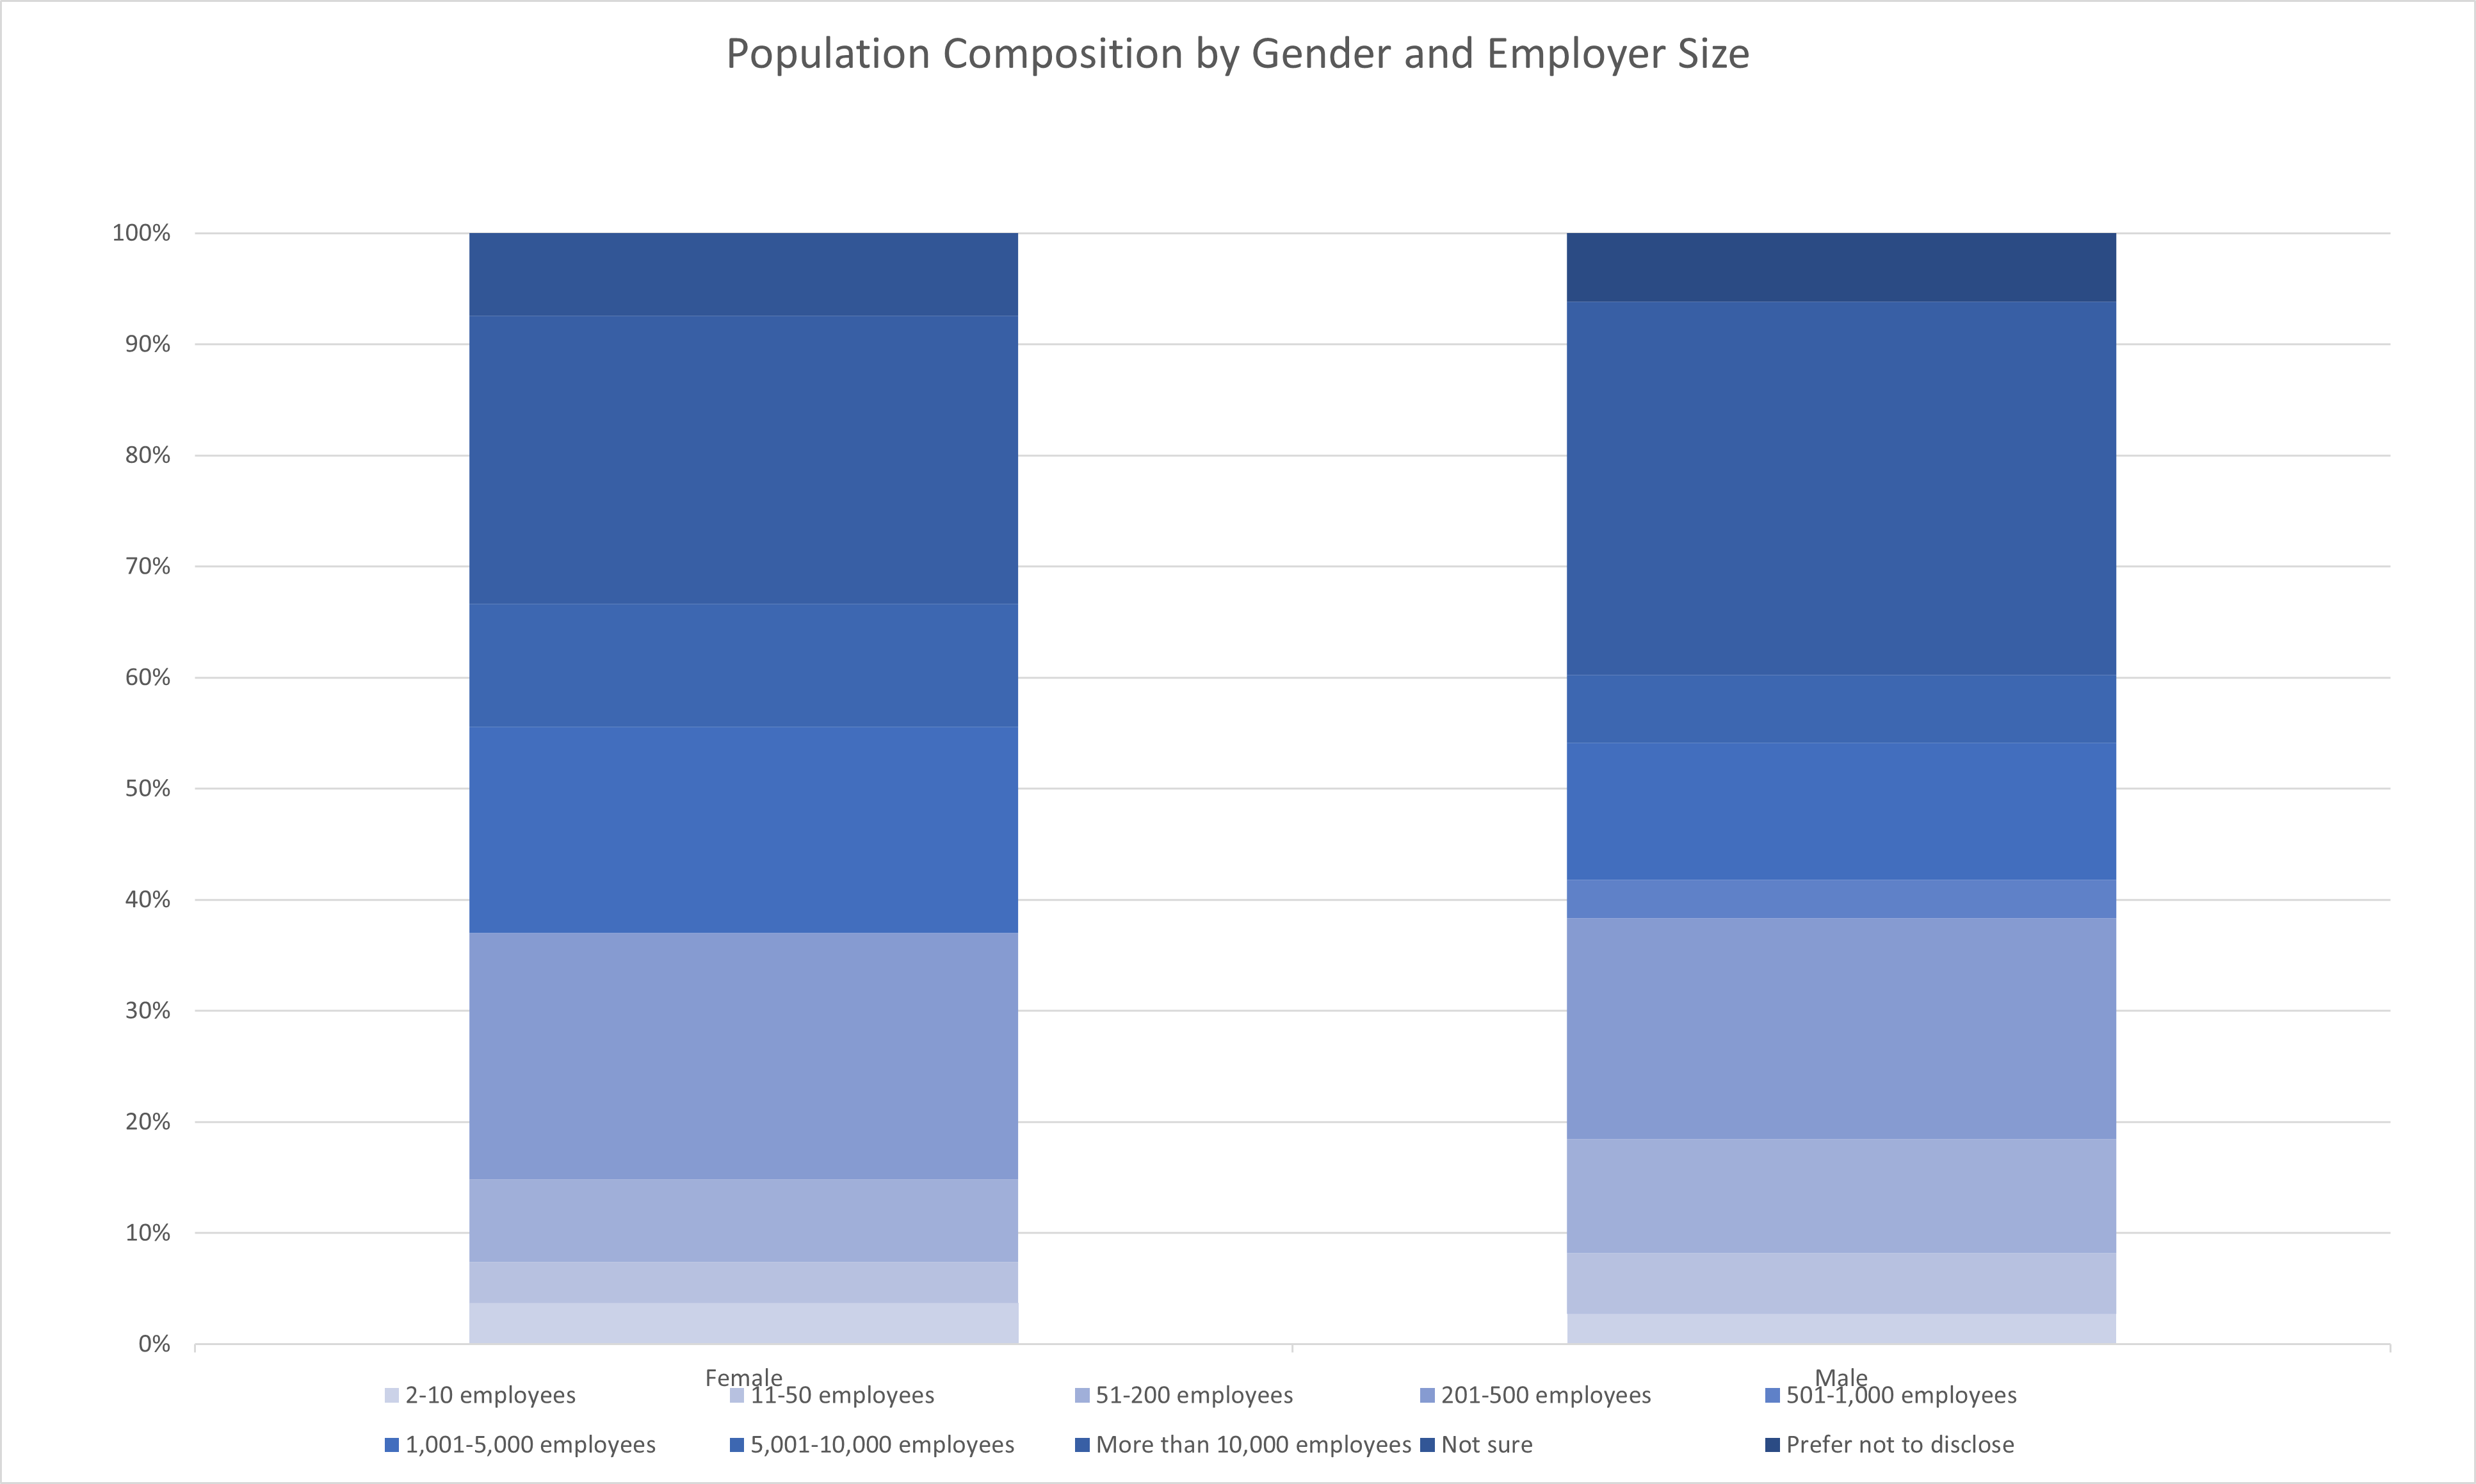 Population Composition by Gender and Employer Size
100%
90%
80%
70%
60%
50%
40%
30%
20%
10%
0%
Female Male
2-10 employees 11-50 employees 51-200 employees 201-500 employees 501-1,000 employees
1,001-5,000 employees 5,001-10,000 employees More than 10,000 employees Not sure Prefer not to disclose